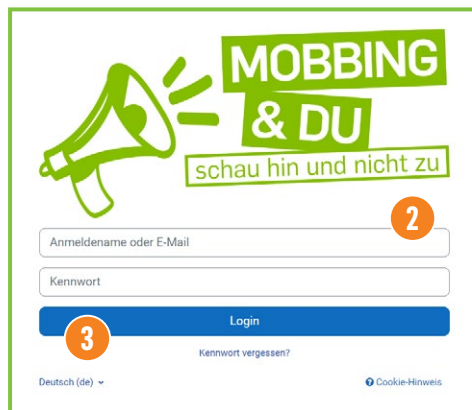 MOBBING
& DU
schau hin und nicht zu
2
Anmeldename oder E-Mail
Kennwort
Login
3
Kennwort vergessen?
Deutsch (de)
Cookie-Hinweis